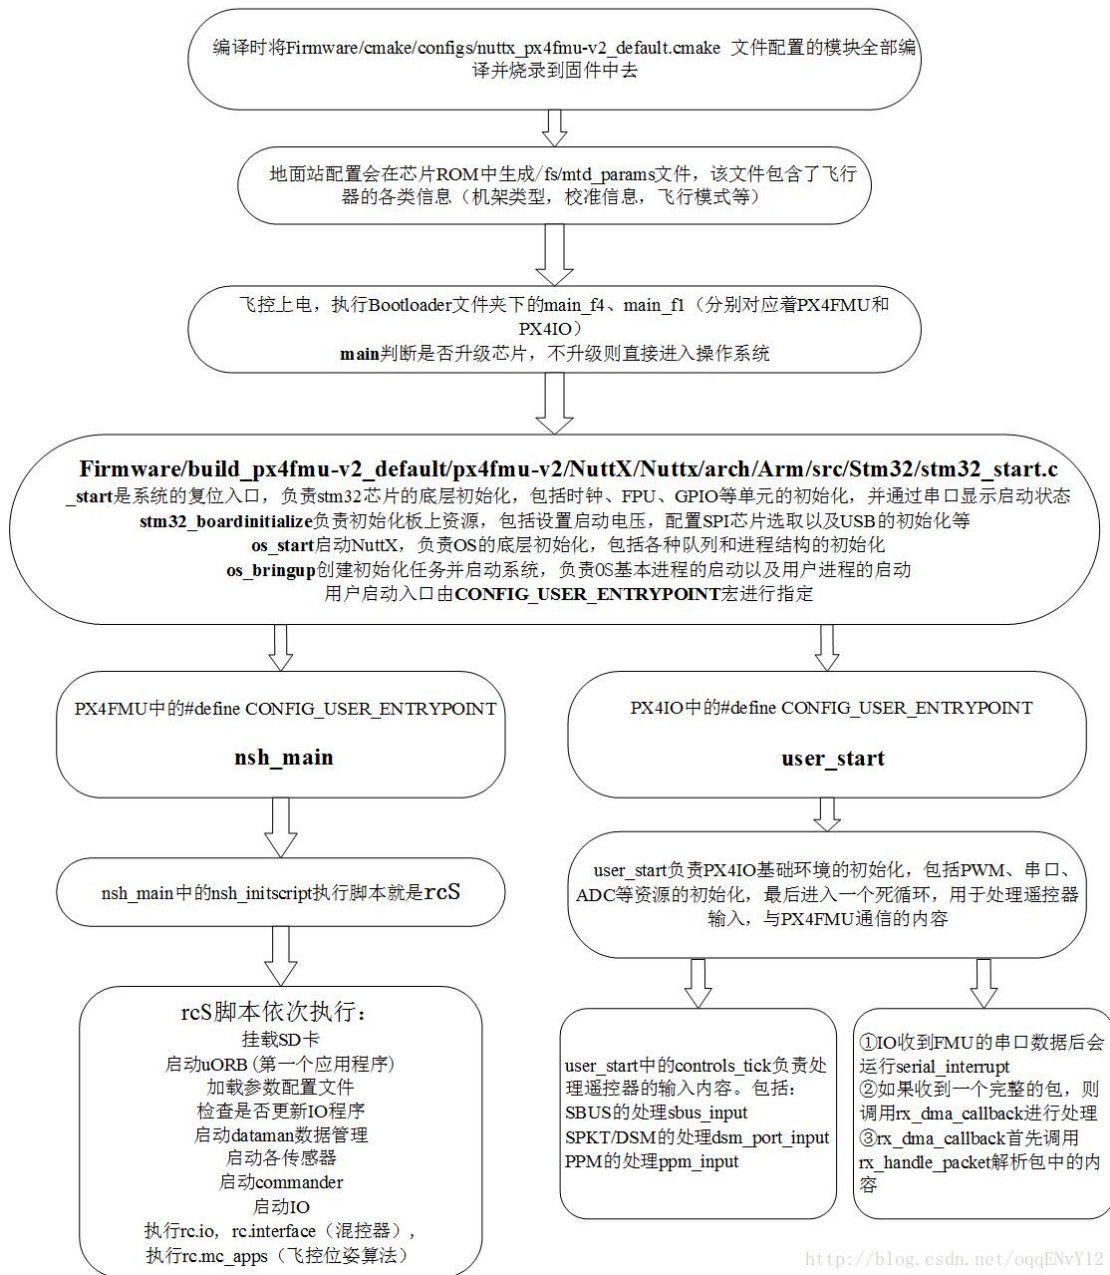 编译时将Firmware/cmake/configs/nuttx_px4fmu-v2_default.cmake 文件配置的模块全部编
译并烧录到固件中去
地面站配置会在芯片ROM中生成/fs/mtd_params文件，该文件包含了飞行
器的各类信息（机架类型，校准信息，飞行模式等）
飞控上电，执行Bootloader文件夹下的main_f4、main_f1（分别对应着PX4FMU和
PX4IO）
main判断是否升级芯片，不升级则直接进入操作系统
Firmware/build_px4fmu-v2_default/px4fmu-v2/NuttX/Nuttx/arch/Arm/src/Stm32/stm32_start.c
_start是系统的复位入口，负责stm32芯片的底层初始化，包括时钟、FPU、GPIO等单元的初始化，并通过串口显示启动状态
stm32_boardinitialize负责初始化板上资源，包括设置启动电压，配置SPI芯片选取以及USB的初始化等
os_start启动NuttX，负责OS的底层初始化，包括各种队列和进程结构的初始化
os_bringup创建初始化任务并启动系统，负责OS基本进程的启动以及用户进程的启动
用户启动入口由CONFIG_USER_ENTRYPOINT宏进行指定
PX4FMU中的#define CONFIG_USER_ENTRYPOINT
nsh_main
PX4IO中的#define CONFIG_USER_ENTRYPOINT
user_start
nsh_main中的nsh_initscript执行脚本就是rcS
user_start负责PX4IO基础环境的初始化，包括PWM、串口、
ADC等资源的初始化，最后进入一个死循环，用于处理遥控器
输入，与PX4FMU通信的内容
rcS脚本依次执行：
挂载SD卡
启动uORB(第一个应用程序)
加载参数配置文件
检查是否更新IO程序
启动dataman数据管理
启动各传感器
启动commander
启动IO
执行rc.io，rc.interface（混控器）,
执行rc.mc_apps（飞控位姿算法）
user_start中的controls_tick负责处
理遥控器的输入内容。包括：
SBUS的处理sbus_input
SPKT/DSM的处理dsm_port_input
PPM的处理ppm_input
①IO收到FMU的串口数据后会
运行serial_interrupt
②如果收到一个完整的包，则
调用rx_dma_callback进行处理
③rx_dma_callback首先调用
rx_handle_packet解析包中的内
容
http://blog.csdn.net/oqqENvY12